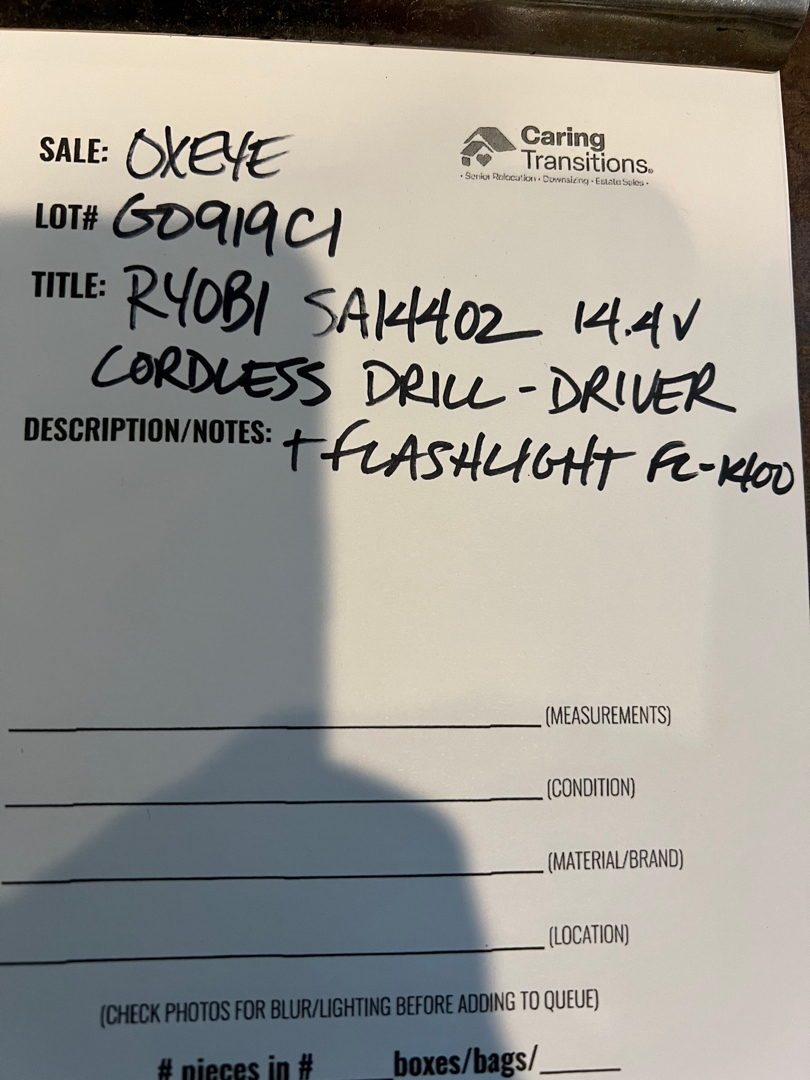 Caring
Transitions®
• Senior Relocation • Downsizing • Estate Sales •
SALE: OXEYE
LOT# GD919C1
TITLE: RYOBI SA14402 14.4V
CORDLESS DRILL-DRIVER
DESCRIPTION/NOTES: + FLASHLIGHT FL-1400
(MEASUREMENTS)
(CONDITION)
(MATERIAL/BRAND)
(LOCATION)
(CHECK PHOTOS FOR BLUR/LIGHTING BEFORE ADDING TO QUEUE)
# pieces in # boxes/bags/